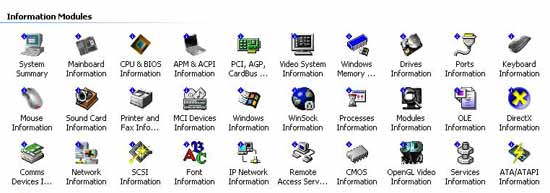 Information Modules
System Summary
Mainboard Information
CPU & BIOS Information
APM & ACPI Information
PCI, AGP, CardBus ...
Video System Information
Windows Memory ...
Drives Information
Ports Information
Keyboard Information
Mouse Information
Sound Card Information
Printer and Fax Info...
MCI Devices Information
Windows Information
WinSock Information
Processes Information
Modules Information
OLE Information
DirectX Information
Comms Devices I...
Network Information
SCSI Information
Font Information
IP Network Information
Remote Access Serv...
CMOS Information
OpenGL Video Information
Services Information
ATA/ATAPI Information